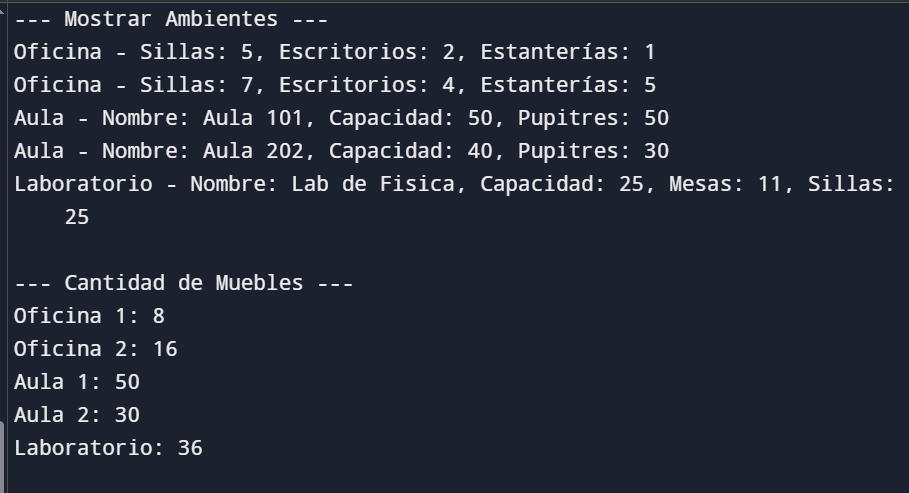 --- Mostrar Ambientes ---
Oficina - Sillas: 5, Escritorios: 2, Estanterías: 1
Oficina - Sillas: 7, Escritorios: 4, Estanterías: 5
Aula - Nombre: Aula 101, Capacidad: 50, Pupitres: 50
Aula - Nombre: Aula 202, Capacidad: 40, Pupitres: 30
Laboratorio - Nombre: Lab de Fisica, Capacidad: 25, Mesas: 11, Sillas:
25
--- Cantidad de Muebles ---
Oficina 1: 8
Oficina 2: 16
Aula 1: 50
Aula 2: 30
Laboratorio: 36